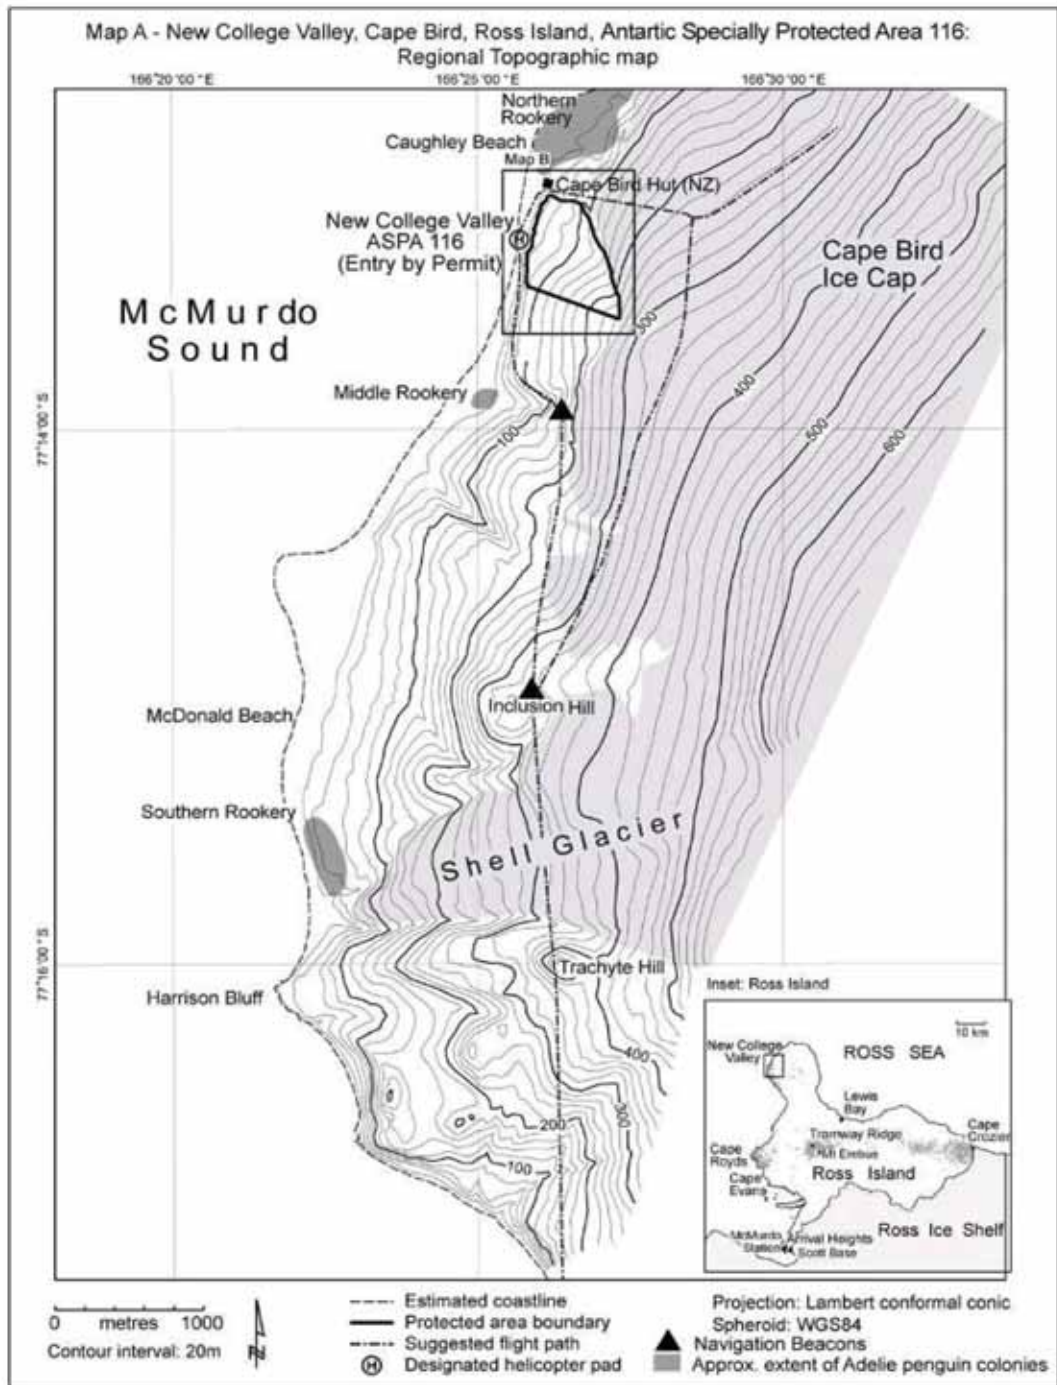 Map A - New College Valley, Cape Bird, Ross Island, Antartic Specially Protected Area 116:
Regional Topographic map
166°20'00"E
166°25'00"E
166°30'00"E
Northern
Rookery
Caughley Beach
Map B
Cape Bird Hut (NZ)
New College Valley
ASPA 116
(Entry by Permit)
H
Cape Bird
Ice Cap
McMurdo
Sound
300
400
Middle Rookery
77°14'00"S
100
500
600
Inclusion Hill
McDonald Beach
Southern Rookery
Shell Glacier
77°16'00"S
Trachyte Hill
Harrison Bluff
400
300
200
100
Inset: Ross Island
10 km
New College
Valley
ROSS SEA
Lewis
Bay
Tramway Ridge
Cape
Crozier
Cape
Royds
Mt Erebus
Ross Island
Cape
Evans
Ross Ice Shelf
McMurdo
Station
Arrival Heights
Scott Base
0 metres 1000
Contour interval: 20m
Estimated coastline
Protected area boundary
Suggested flight path
H Designated helicopter pad
Projection: Lambert conformal conic
Spheroid: WGS84
Navigation Beacons
Approx. extent of Adelie penguin colonies